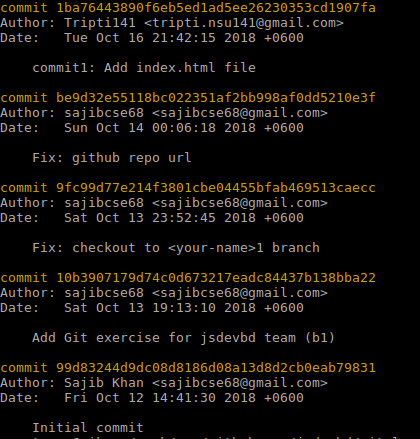 commit 1ba76443890f6eb5ed1ad5ee26230353cd1907fa
Author: Tripti141 <tripti.nsu141@gmail.com>
Date:   Tue Oct 16 21:42:15 2018 +0600
commit1: Add index.html file
commit be9d32e55118bc022351af2bb998af0dd5210e3f
Author: sajibcse68 <sajibcse68@gmail.com>
Date:   Sun Oct 14 00:06:18 2018 +0600
Fix: github repo url
commit 9fc99d77e214f3801cbe04455bfab469513caecc
Author: sajibcse68 <sajibcse68@gmail.com>
Date:   Sat Oct 13 23:52:45 2018 +0600
Fix: checkout to <your-name>1 branch
commit 10b3907179d74c0d673217eadc84437b138bba22
Author: sajibcse68 <sajibcse68@gmail.com>
Date:   Sat Oct 13 19:13:10 2018 +0600
Add Git exercise for jsdevbd team (b1)
commit 99d83244d9dc08d8186d08a13d8d2cb0eab79831
Author: Sajib Khan <sajibcse68@gmail.com>
Date:   Fri Oct 12 14:41:30 2018 +0600
Initial commit